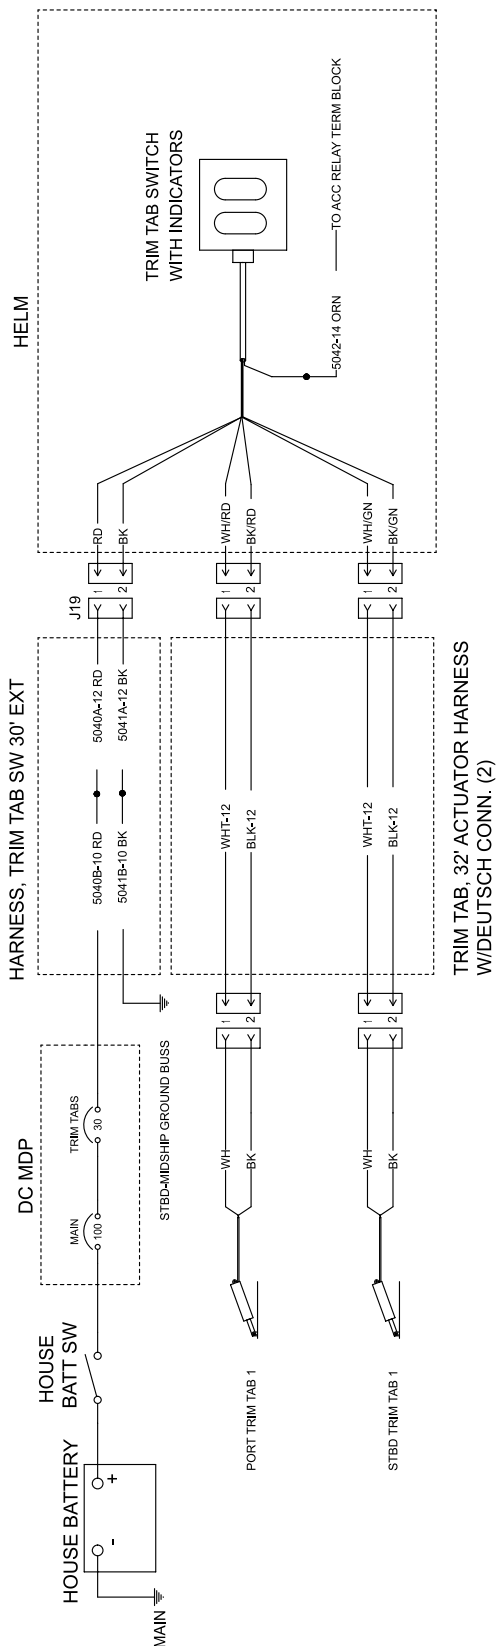 HOUSE BATTERY
-
+
MAIN
HOUSE
BATT SW
DC MDP
MAIN
100
TRIM TABS
30
STBD-MIDSHIP GROUND BUSS
HARNESS, TRIM TAB SW 30' EXT
5040B-10 RD
5040A-12 RD
5041B-10 BK
5041A-12 BK
J19
1
2
RD
BK
HELM
TRIM TAB SWITCH
WITH INDICATORS
5042-14 ORN
TO ACC RELAY TERM BLOCK
PORT TRIM TAB 1
WH
BK
1
2
WHT-12
BLK-12
1
2
WH/RD
BK/RD
STBD TRIM TAB 1
WH
BK
1
2
WHT-12
BLK-12
1
2
WH/GN
BK/GN
TRIM TAB, 32' ACTUATOR HARNESS
W/DEUTSCH CONN. (2)